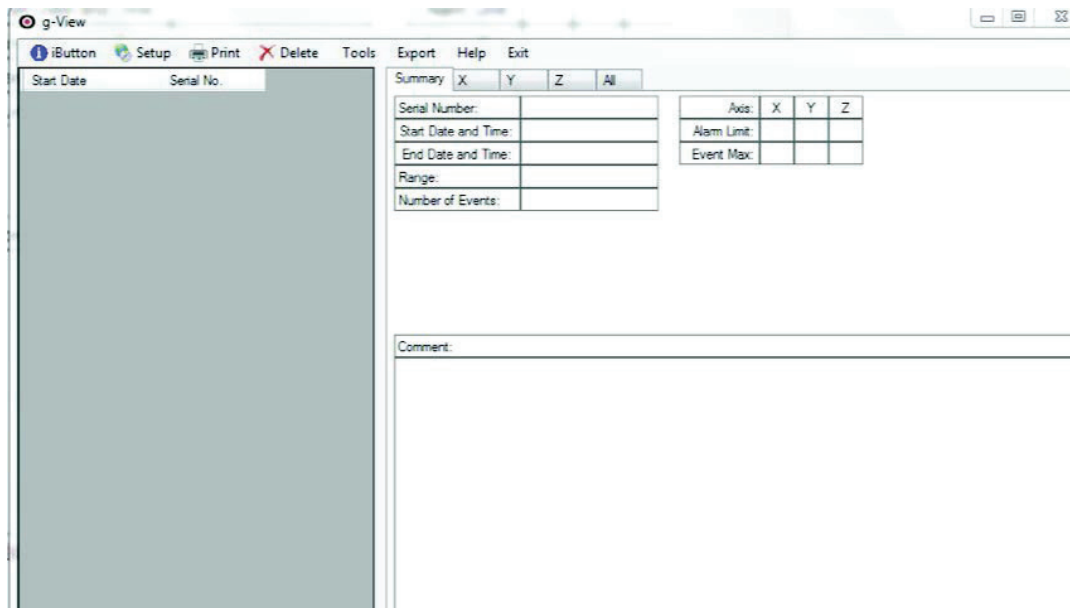 g-View
iButton Setup Print Delete Tools Export Help Exit
Start Date Serial No.
Summary X Y Z All
Serial Number:
Start Date and Time:
End Date and Time:
Range:
Number of Events:
Axis: X Y Z
Alarm Limit:
Event Max:
Comment: